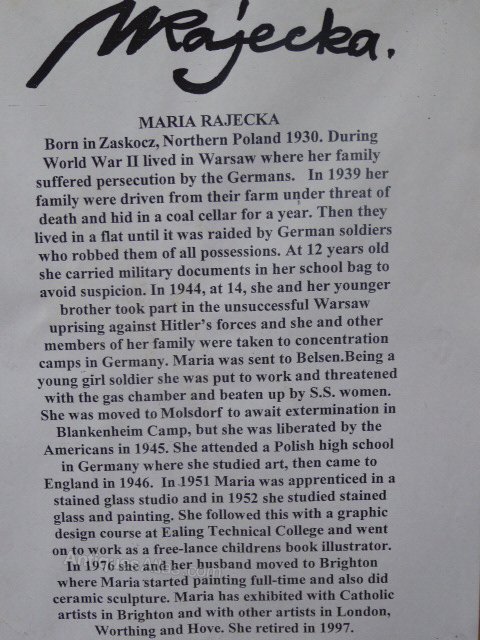 MRajecka.
MARIA RAJECKA
Born in Zaskocz, Northern Poland 1930. During
World War II lived in Warsaw where her family
suffered persecution by the Germans. In 1939 her
family were driven from their farm under threat of
death and hid in a coal cellar for a year. Then they
lived in a flat until it was raided by German soldiers
who robbed them of all possessions. At 12 years old
she carried military documents in her school bag to
avoid suspicion. In 1944, at 14, she and her younger
brother took part in the unsuccessful Warsaw
uprising against Hitler's forces and she and other
members of her family were taken to concentration
camps in Germany. Maria was sent to Belsen.Being a
young girl soldier she was put to work and threatened
with the gas chamber and beaten up by S.S. women.
She was moved to Molsdorf to await extermination in
Blankenheim Camp, but she was liberated by the
Americans in 1945. She attended a Polish high school
in Germany where she studied art, then came to
England in 1946. In 1951 Maria was apprenticed in a
stained glass studio and in 1952 she studied stained
glass and painting. She followed this with a graphic
design course at Ealing Technical College and went
on to work as a free-lance childrens book illustrator.
In 1976 she and her husband moved to Brighton
where Maria started painting full-time and also did
ceramic sculpture. Maria has exhibited with Catholic
artists in Brighton and with other artists in London,
Worthing and Hove. She retired in 1997.